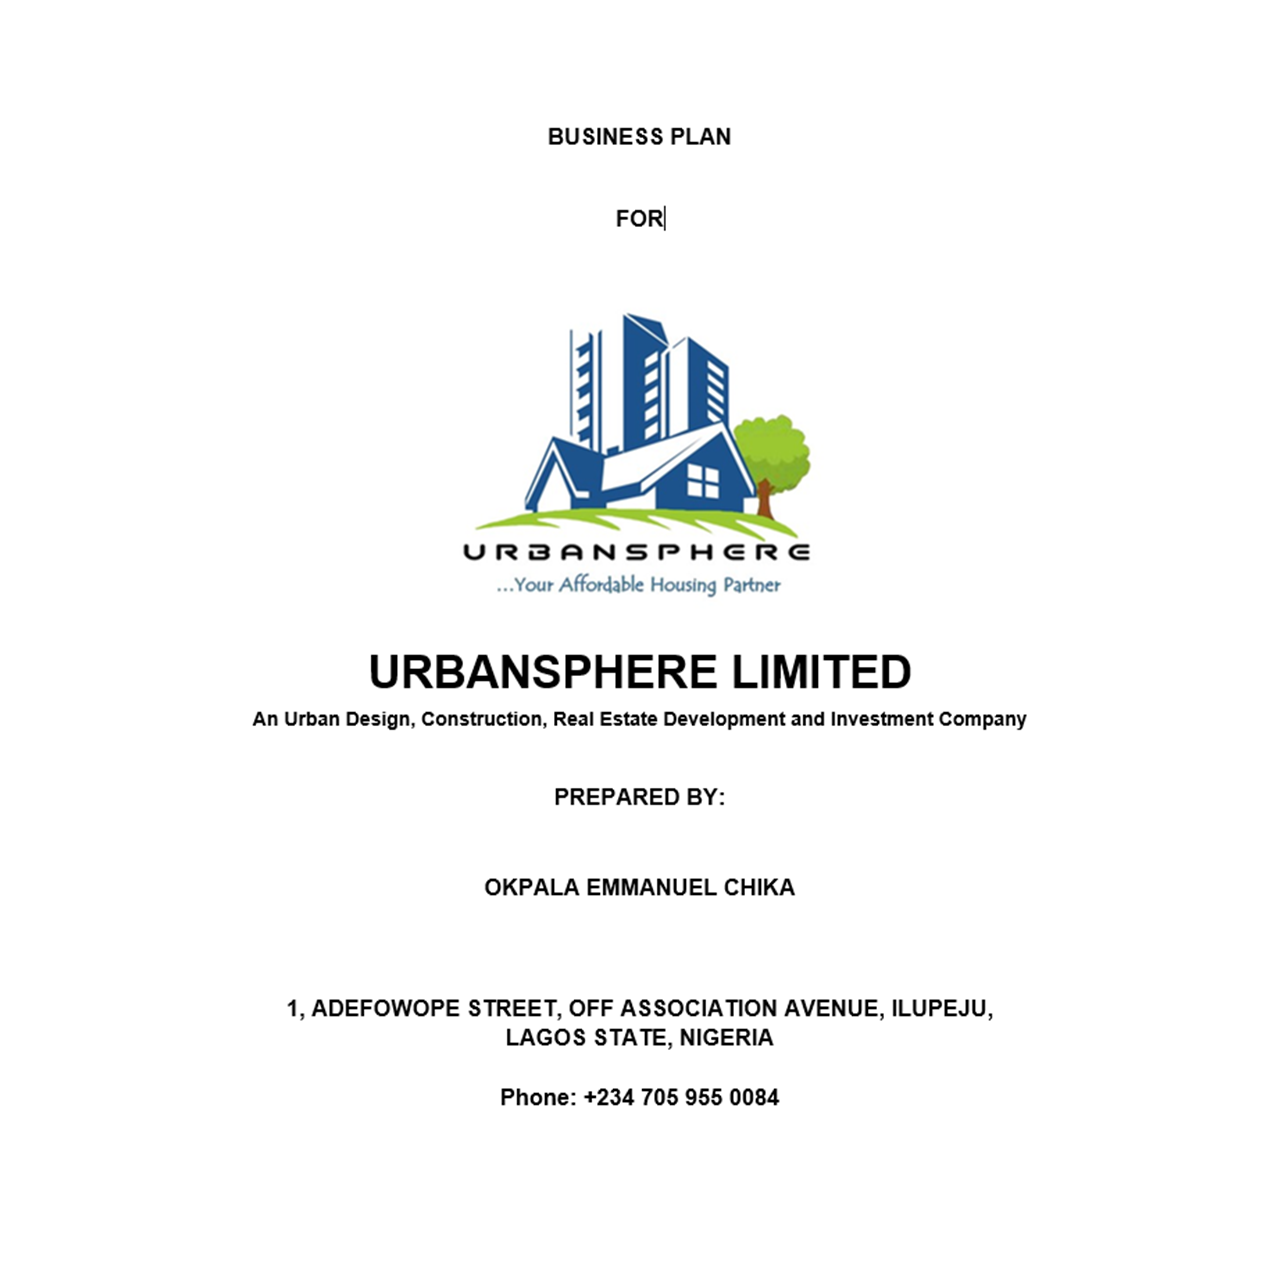 BUSINESS PLAN
FOR
URBANSPHERE
...Your Affordable Housing Partner
URBANSPHERE LIMITED
An Urban Design, Construction, Real Estate Development and Investment Company
PREPARED BY:
OKPALA EMMANUEL CHIKA
1, ADEFOWOPE STREET, OFF ASSOCIATION AVENUE, ILUPEJU,
LAGOS STATE, NIGERIA
Phone: +234 705 955 0084